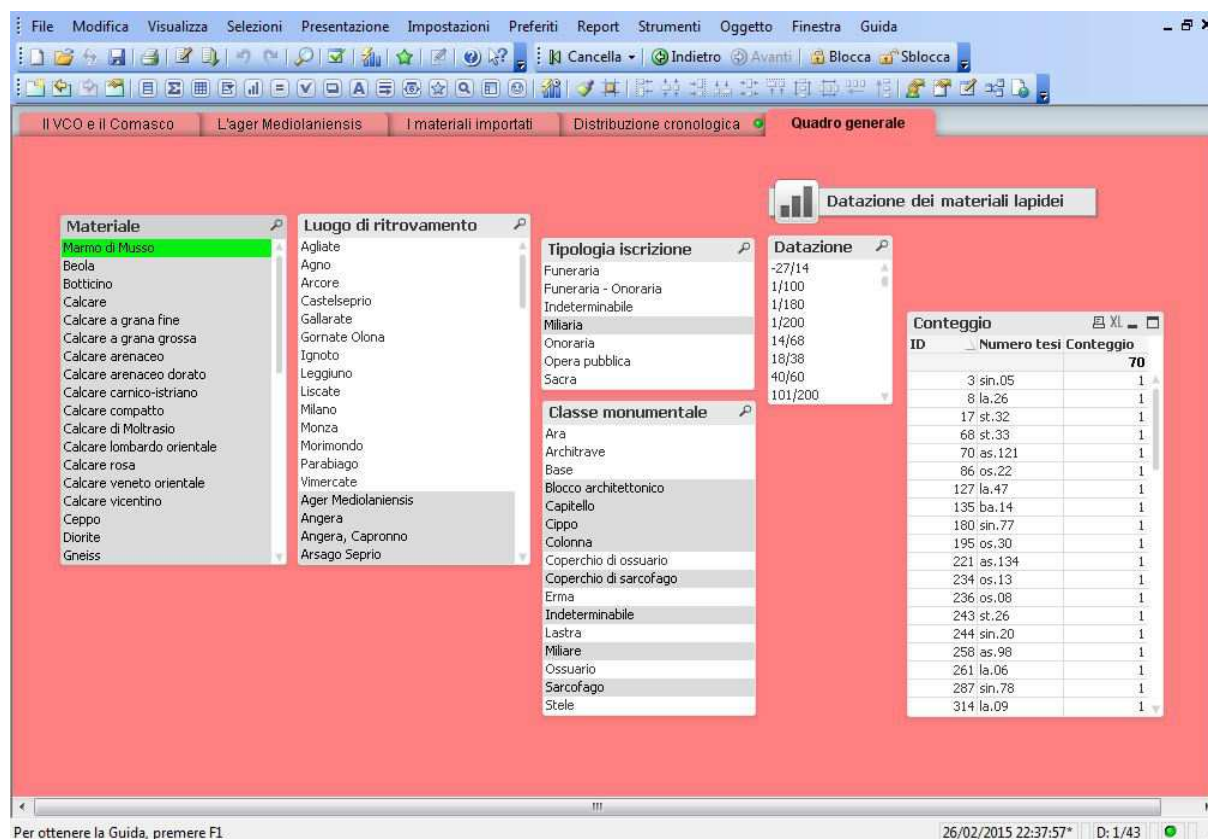 File Modifica Visualizza Selezioni Presentazione Impostazioni Preferiti Report Strumenti Oggetto Finestra Guida
Cancella Indietro Avanti Blocca Sblocca
Il VCO e il Comasco L'ager Mediolaniensis I materiali importati Distribuzione cronologica Quadro generale
Datazione dei materiali lapidei
Materiale
Marmo di Musso
Beola
Botticino
Calcare
Calcare a grana fine
Calcare a grana grossa
Calcare arenaceo
Calcare arenaceo dorato
Calcare carnico-istriano
Calcare compatto
Calcare di Moltrasio
Calcare lombardo orientale
Calcare rosa
Calcare veneto orientale
Calcare vicentino
Ceppo
Diorite
Gneiss
Luogo di ritrovamento
Agliate
Agno
Arcore
Castelseprio
Gallarate
Gornate Olona
Ignoto
Leggiuno
Liscate
Milano
Monza
Morimondo
Parabiago
Vimercate
Ager Mediolaniensis
Angera
Angera, Capronno
Arsago Seprio
Tipologia iscrizione
Funeraria
Funeraria - Onoraria
Indeterminabile
Miliaria
Onoraria
Opera pubblica
Sacra
Classe monumentale
Ara
Architrave
Base
Blocco architettonico
Capitello
Cippo
Colonna
Coperchio di ossuario
Coperchio di sarcofago
Erma
Indeterminabile
Lastra
Miliare
Ossuario
Sarcofago
Stele
Datazione
-27/14
1/100
1/180
1/200
14/68
18/38
40/60
101/200
Conteggio XL
ID Numero tesi Conteggio
70
3 sin.05 1
8 la.26 1
17 st.32 1
68 st.33 1
70 as.121 1
86 os.22 1
127 la.47 1
135 ba.14 1
180 sin.77 1
195 os.30 1
221 as.134 1
234 os.13 1
236 os.08 1
243 st.26 1
244 sin.20 1
258 as.98 1
261 la.06 1
287 sin.78 1
314 la.09 1
Per ottenere la Guida, premere F1 26/02/2015 22:37:57* D: 1/43